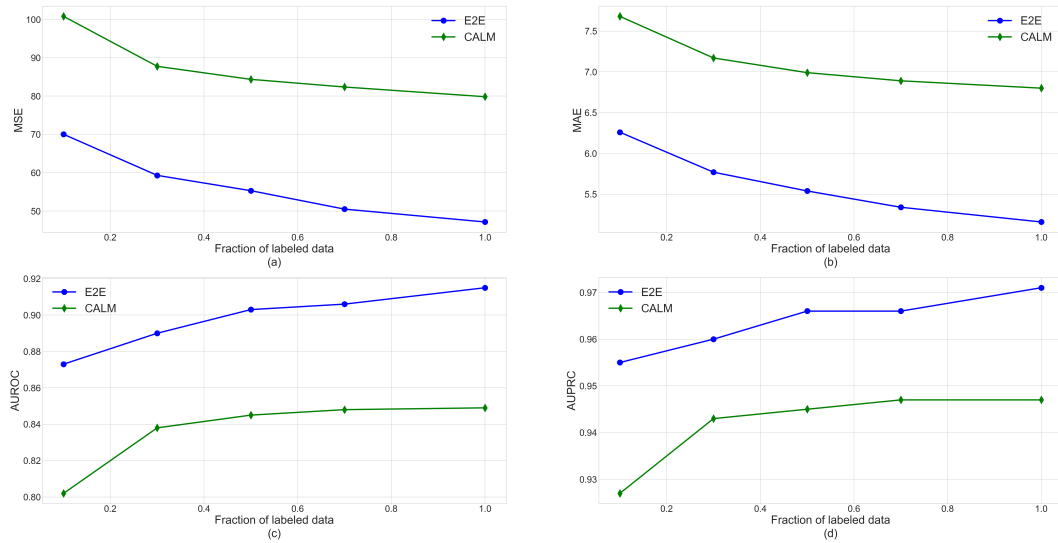 100
90
80
70
60
50
MSE
E2E
CALM
0.2 0.4 0.6 0.8 1.0
Fraction of labeled data
(a)
7.5
7.0
6.5
6.0
5.5
MAE
E2E
CALM
0.2 0.4 0.6 0.8 1.0
Fraction of labeled data
(b)
0.92
0.90
0.88
0.86
0.84
0.82
0.80
AUROC
E2E
CALM
0.2 0.4 0.6 0.8 1.0
Fraction of labeled data
(c)
0.97
0.96
0.95
0.94
0.93
AUPRC
E2E
CALM
0.2 0.4 0.6 0.8 1.0
Fraction of labeled data
(d)